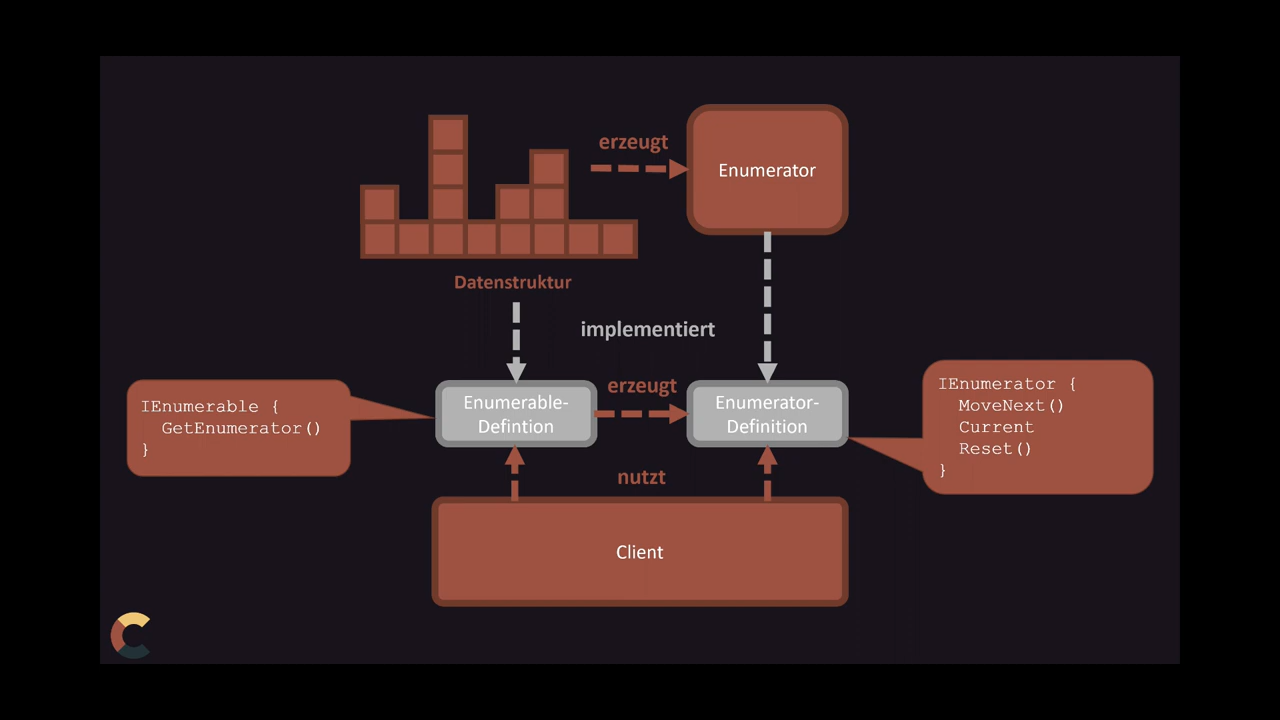 erzeugt
Enumerator
Datenstruktur
implementiert
IEnumerable {
GetEnumerator()
}
Enumerable-
Defintion
erzeugt
Enumerator-
Definition
IEnumerator {
MoveNext()
Current
Reset()
}
nutzt
Client